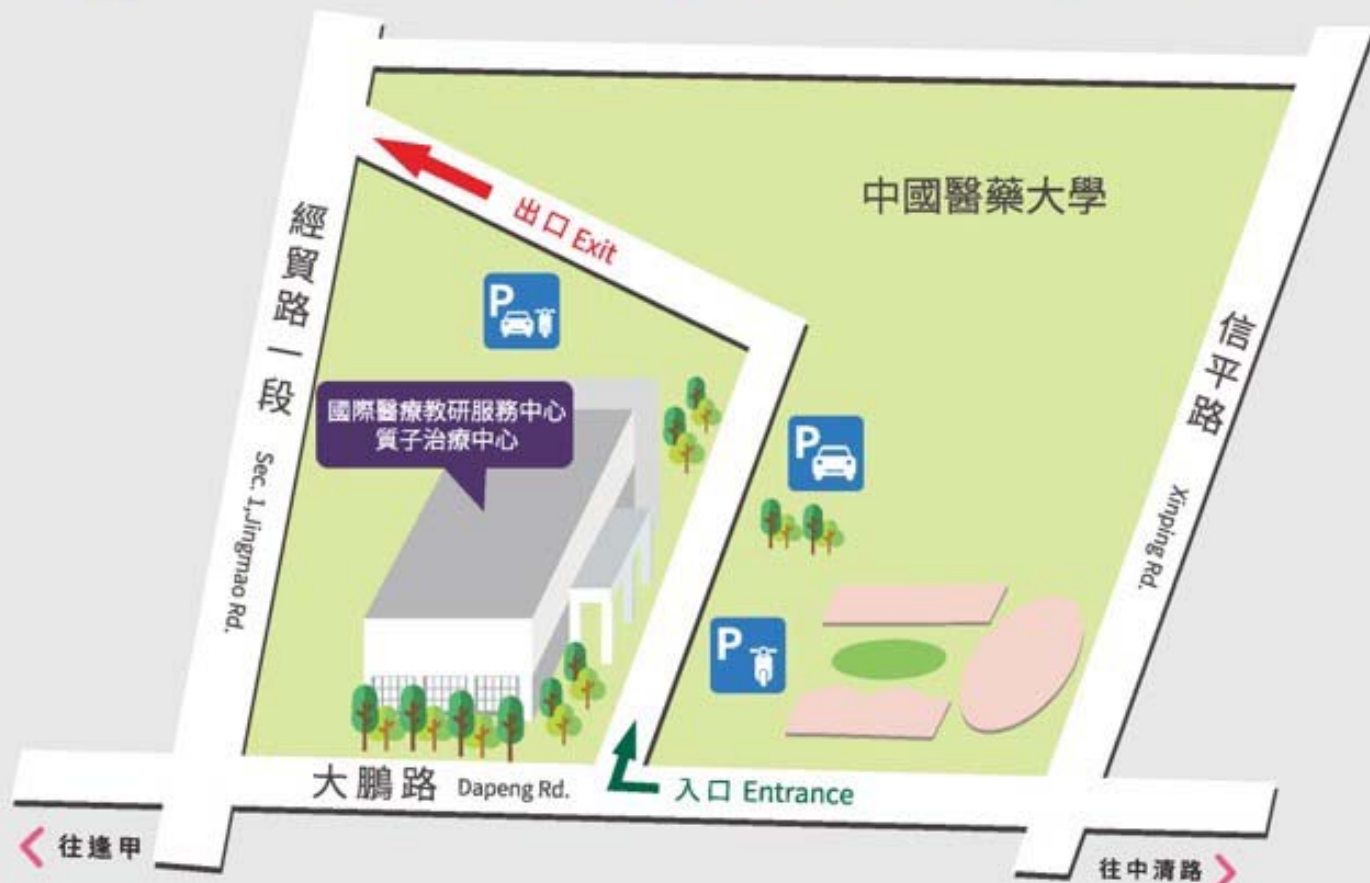 出口 Exit
中國醫藥大學
經貿路一段 Sec. 1,Jingmao Rd.
P
國際醫療教研服務中心
質子治療中心
信平路 Xinping Rd.
P
P
大鵬路 Dapeng Rd.
入口 Entrance
往逢甲
往中清路